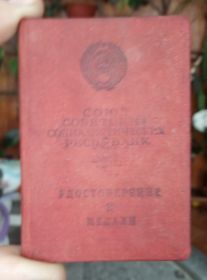 СОЮЗ
СОВЕТСКИХ
СОЦИАЛИСТИЧЕСКИХ
РЕСПУБЛИК
УДОСТОВЕРЕНИЕ
К
МЕДАЛИ